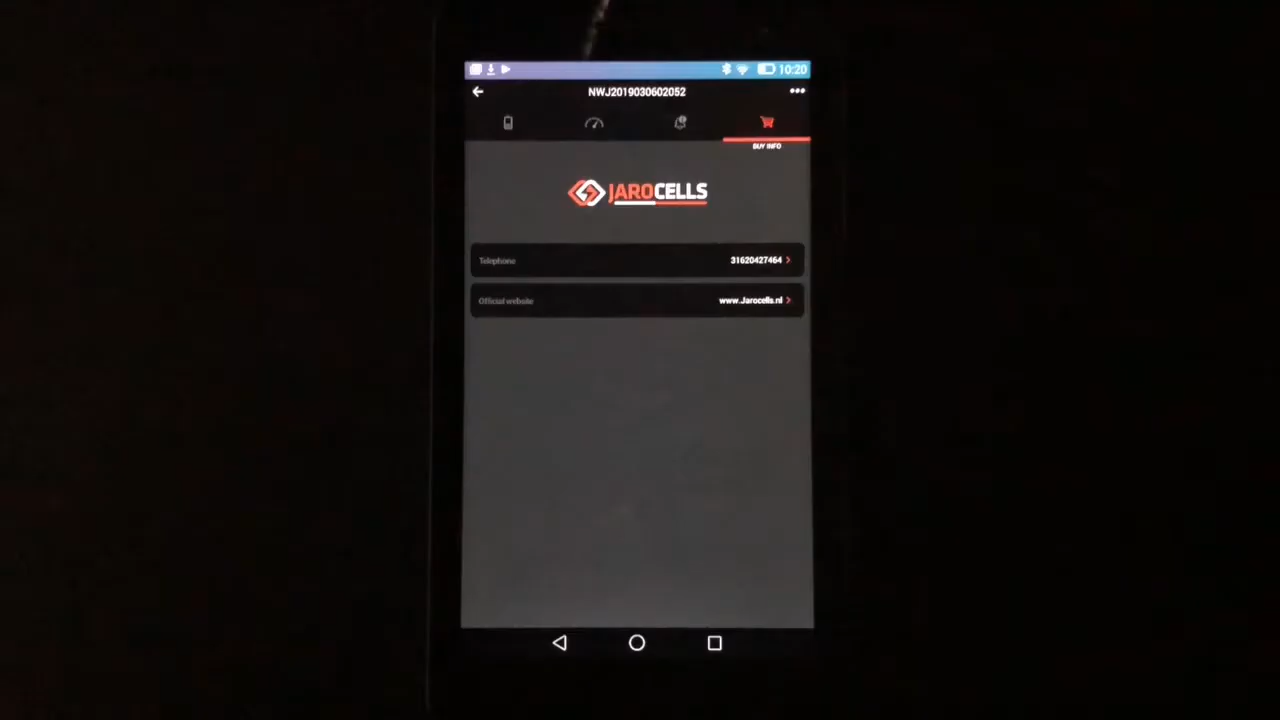 10:20
NWJ2019030602052
BUY INFO
JAROCELLS
Telephone 31620427464
Official website www.Jarocells.nl